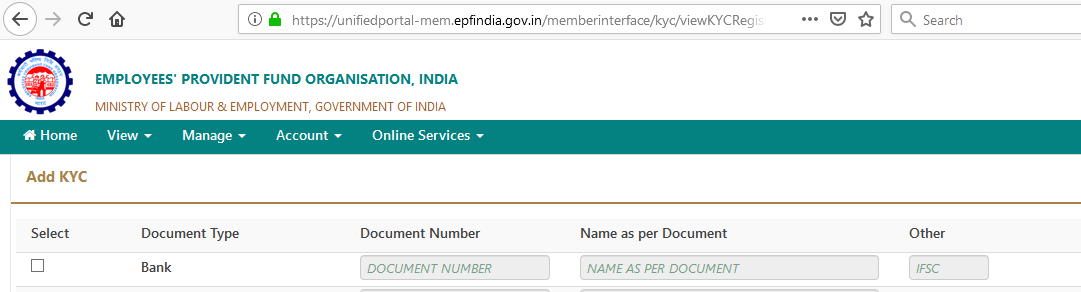 https://unifiedportal-mem.epfindia.gov.in/memberinterface/kyc/viewKYCRegis
Search
EMPLOYEES' PROVIDENT FUND ORGANISATION, INDIA
MINISTRY OF LABOUR & EMPLOYMENT, GOVERNMENT OF INDIA
Home View Manage Account Online Services
Add KYC
Select Document Type Document Number Name as per Document Other
Bank DOCUMENT NUMBER NAME AS PER DOCUMENT IFSC